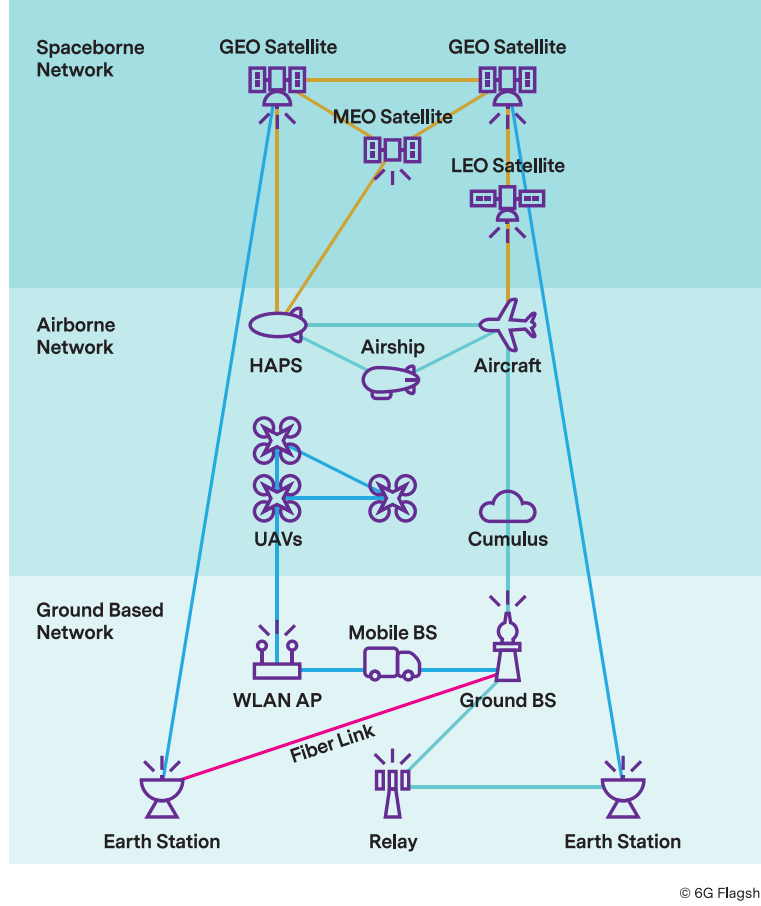 Spaceborne
Network
GEO Satellite
GEO Satellite
MEO Satellite
LEO Satellite
Airborne
Network
HAPS
Airship
Aircraft
UAVs
Cumulus
Ground Based
Network
Mobile BS
WLAN AP
Ground BS
Fiber Link
Earth Station
Relay
Earth Station
© 6G Flagsh